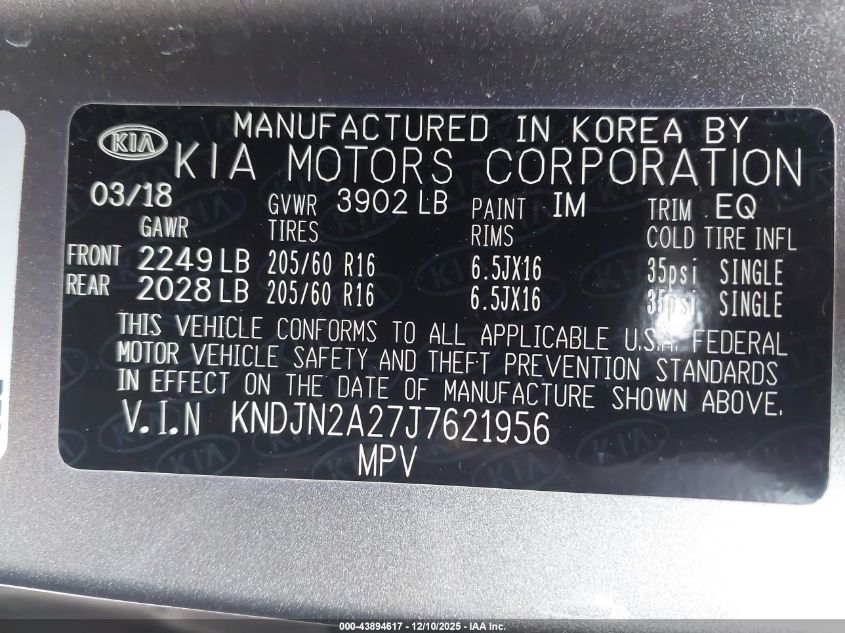 KIA MANUFACTURED IN KOREA BY
KIA MOTORS CORPORATION
03/18 GVWR 3902 LB PAINT IM TRIM EQ
GAWR TIRES RIMS COLD TIRE INFL
FRONT 2249 LB 205/60 R16 6.5JX16 35psi SINGLE
REAR 2028 LB 205/60 R16 6.5JX16 35psi SINGLE
THIS VEHICLE CONFORMS TO ALL APPLICABLE U.S.A. FEDERAL
MOTOR VEHICLE SAFETY AND THEFT PREVENTION STANDARDS
IN EFFECT ON THE DATE OF MANUFACTURE SHOWN ABOVE.
V.I.N KNDJN2A27J7621956
MPV
000-43894617 - 12/10/2025 - IAA Inc.